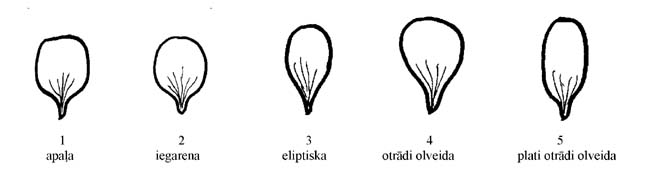 1 2 3 4 5
apaļa iegarena eliptiska otrādi olveida plati otrādi olveida